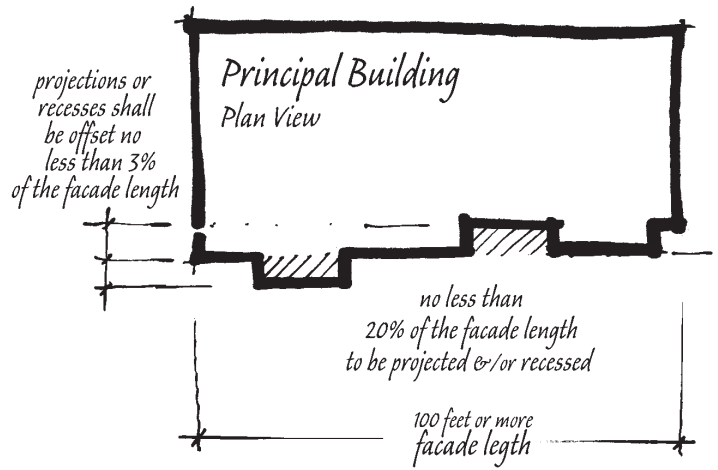 Principal Building
Plan View
projections or
recesses shall
be offset no
less than 3%
of the facade length
no less than
20% of the facade length
to be projected &/or recessed
100 feet or more
facade legth